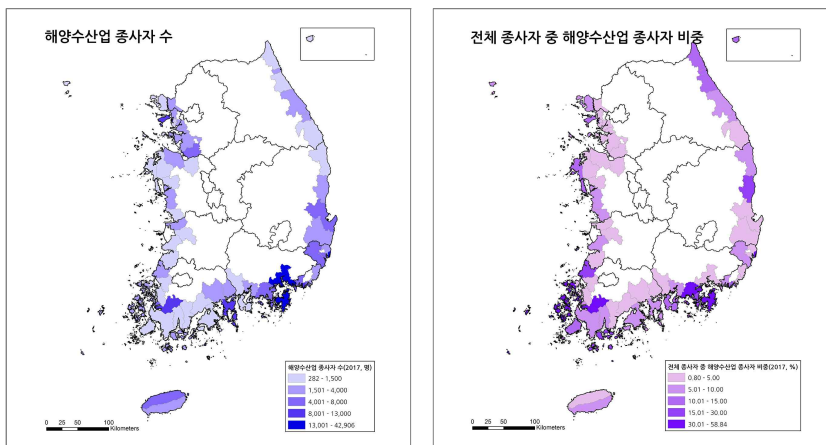 해양수산업 종사자 수
해양수산업 종사자 수(2017, 명)
282 - 1,500
1,501 - 4,000
4,001 - 8,000
8,001 - 13,000
13,001 - 42,906
0 25 50 100
Kilometers
전체 종사자 중 해양수산업 종사자 비중
전체 종사자 중 해양수산업 종사자 비중(2017, %)
0.80 - 5.00
5.01 - 10.00
10.01 - 15.00
15.01 - 30.00
30.01 - 58.84
0 25 50 100
Kilometers